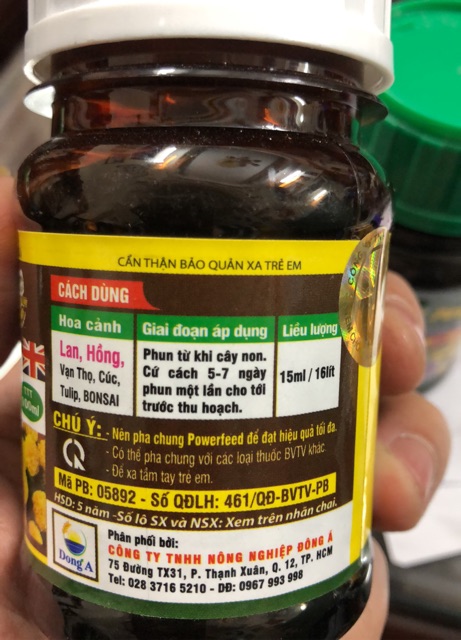 CẨN THẬN BẢO QUẢN XA TRẺ EM
CÁCH DÙNG
Hoa cảnh
Giai đoạn áp dụng
Liều lượng
Lan, Hồng,
Vạn Thọ, Cúc,
Tulip, BONSAI
Phun từ khi cây non.
Cứ cách 5-7 ngày
phun một lần cho tới
trước thu hoạch.
15ml / 16lít
CHÚ Ý:
- Nên pha chung Powerfeed để đạt hiệu quả tối đa.
- Có thể pha chung với các loại thuốc BVTV khác
- Để xa tầm tay trẻ em.
Mã PB: 05892 - Số QĐLH: 461/QĐ-BVTV-PB
HSD: 5 năm -Số lô SX và NSX: Xem trên nhãn chai.
Đong A
Phân phối bởi:
CÔNG TY TNHH NÔNG NGHIỆP ĐÔNG Á
75 Đường TX31, P. Thạnh Xuân, Q. 12, TP. HCM
Tel: 028 3716 5210 - DĐ: 0967 993 998